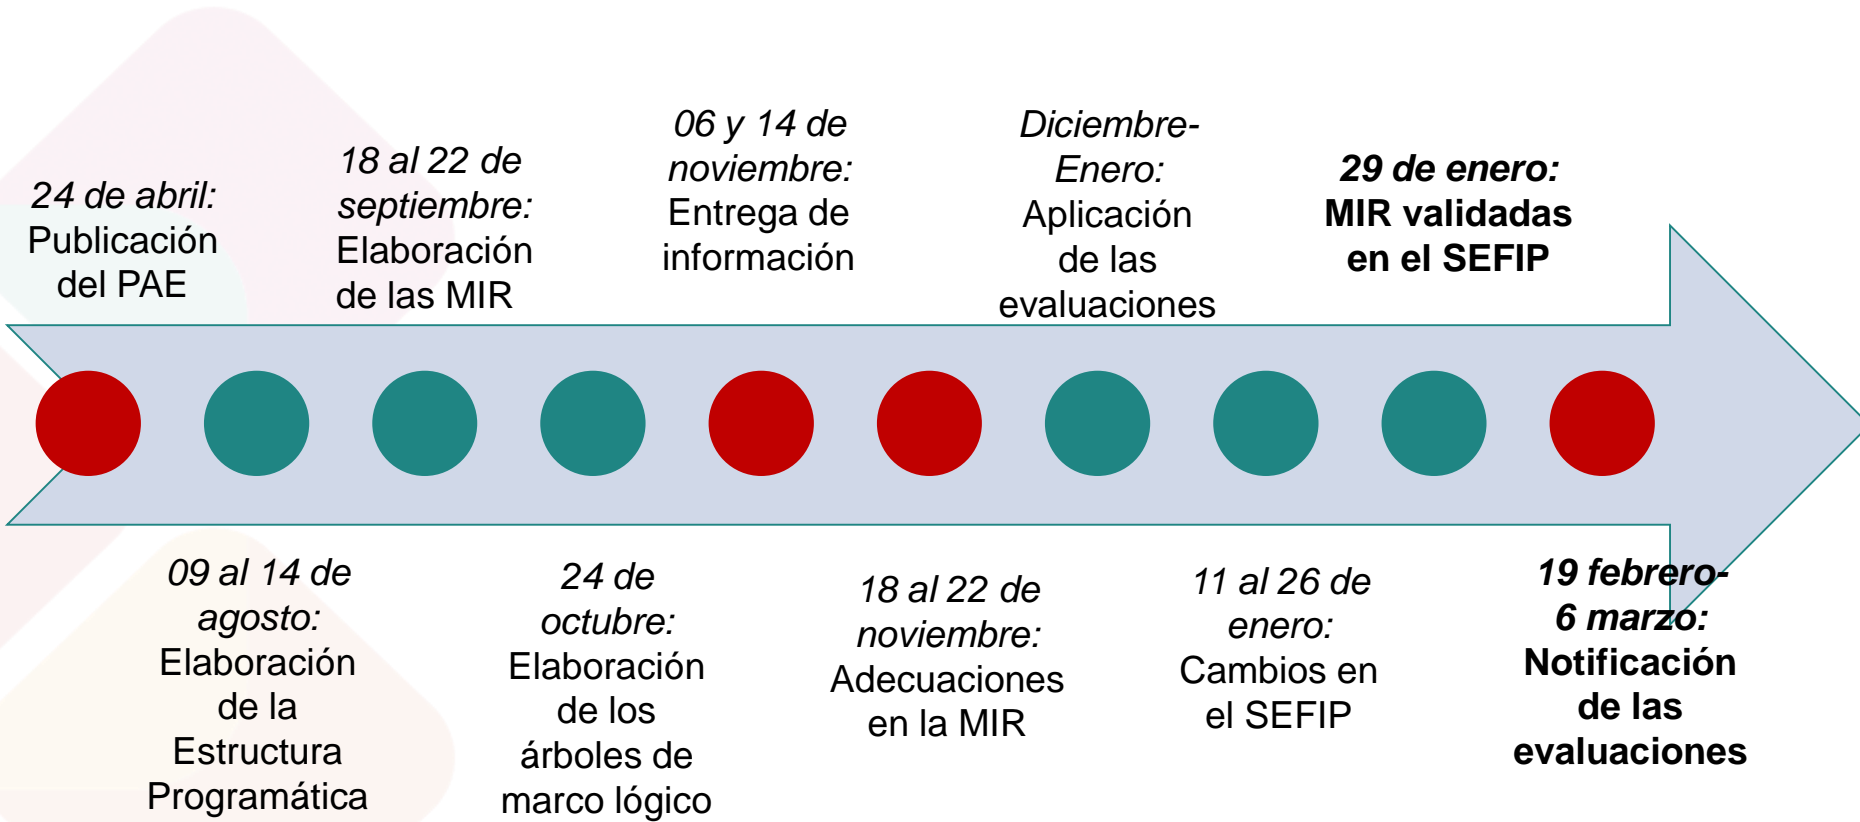 24 de abril:
Publicación
del PAE
18 al 22 de
septiembre:
Elaboración
de las MIR
06 y 14 de
noviembre:
Entrega de
información
Diciembre-
Enero:
Aplicación
de las
evaluaciones
29 de enero:
MIR validadas
en el SEFIP
09 al 14 de
agosto:
Elaboración
de la
Estructura
Programática
24 de
octubre:
Elaboración
de los
árboles de
marco lógico
18 al 22 de
noviembre:
Adecuaciones
en la MIR
11 al 26 de
enero:
Cambios en
el SEFIP
19 febrero-
6 marzo:
Notificación
de las
evaluaciones